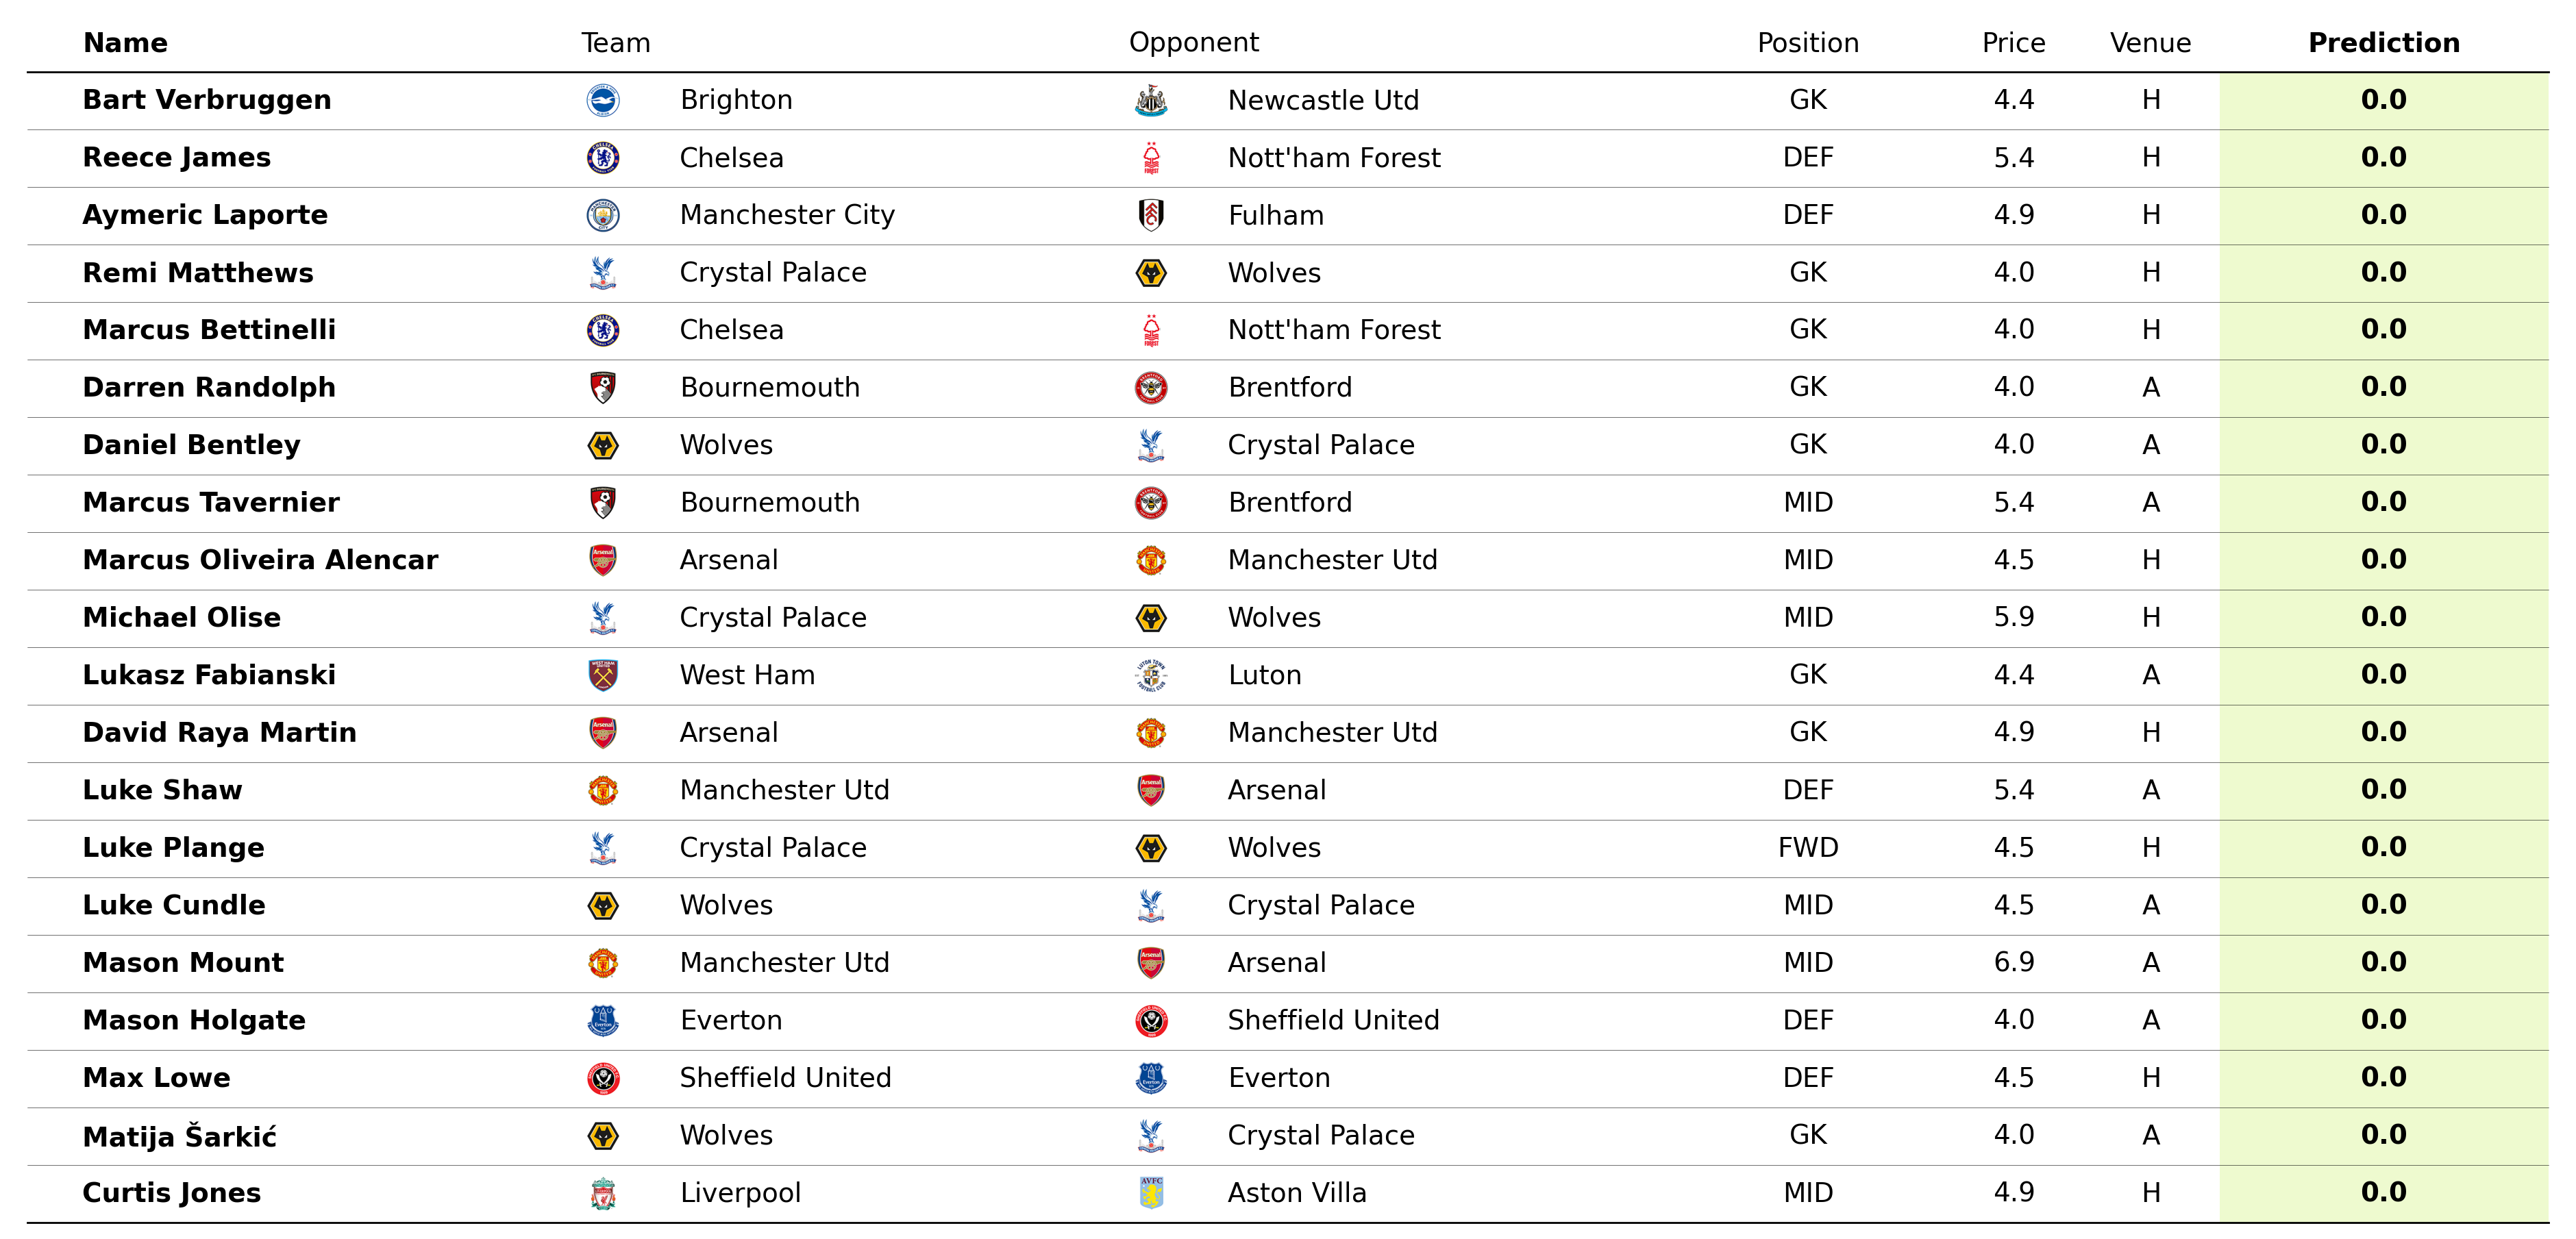 Name Team Opponent Position Price Venue Prediction
Bart Verbruggen Brighton Newcastle Utd GK 4.4 H 0.0
Reece James Chelsea Nott'ham Forest DEF 5.4 H 0.0
Aymeric Laporte Manchester City Fulham DEF 4.9 H 0.0
Remi Matthews Crystal Palace Wolves GK 4.0 H 0.0
Marcus Bettinelli Chelsea Nott'ham Forest GK 4.0 H 0.0
Darren Randolph Bournemouth Brentford GK 4.0 A 0.0
Daniel Bentley Wolves Crystal Palace GK 4.0 A 0.0
Marcus Tavernier Bournemouth Brentford MID 5.4 A 0.0
Marcus Oliveira Alencar Arsenal Manchester Utd MID 4.5 H 0.0
Michael Olise Crystal Palace Wolves MID 5.9 H 0.0
Lukasz Fabianski West Ham Luton GK 4.4 A 0.0
David Raya Martin Arsenal Manchester Utd GK 4.9 H 0.0
Luke Shaw Manchester Utd Arsenal DEF 5.4 A 0.0
Luke Plange Crystal Palace Wolves FWD 4.5 H 0.0
Luke Cundle Wolves Crystal Palace MID 4.5 A 0.0
Mason Mount Manchester Utd Arsenal MID 6.9 A 0.0
Mason Holgate Everton Sheffield United DEF 4.0 A 0.0
Max Lowe Sheffield United Everton DEF 4.5 H 0.0
Matija Šarkić Wolves Crystal Palace GK 4.0 A 0.0
Curtis Jones Liverpool Aston Villa MID 4.9 H 0.0